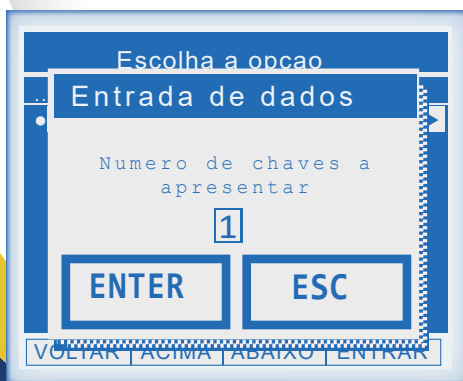 Escolha a opcao
..
Entrada de dados
Numero de chaves a
apresentar
1
ENTER ESC
VOLTAR ACIMA ABAIXO ENTRAR